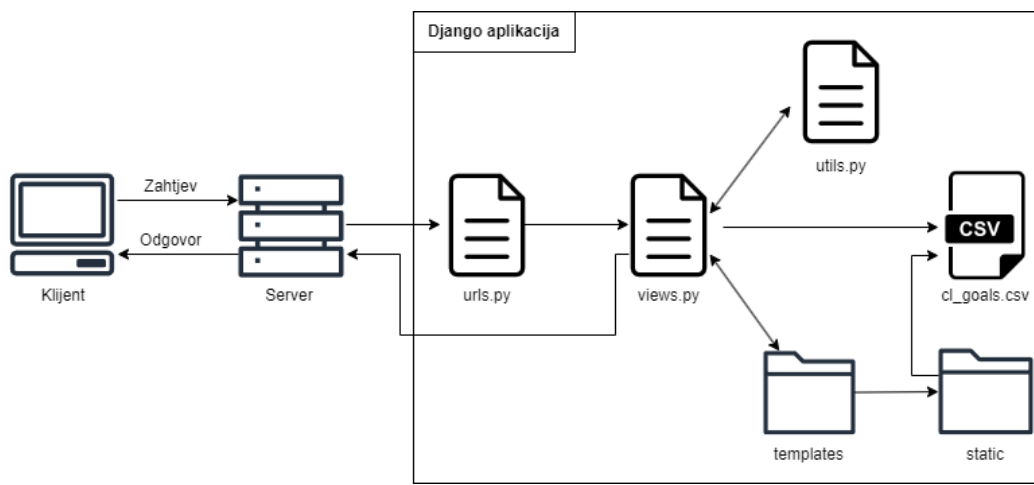 Django aplikacija
utils.py
Zahtjev
Odgovor
CSV
Klijent
Server
urls.py
views.py
cl_goals.csv
templates
static